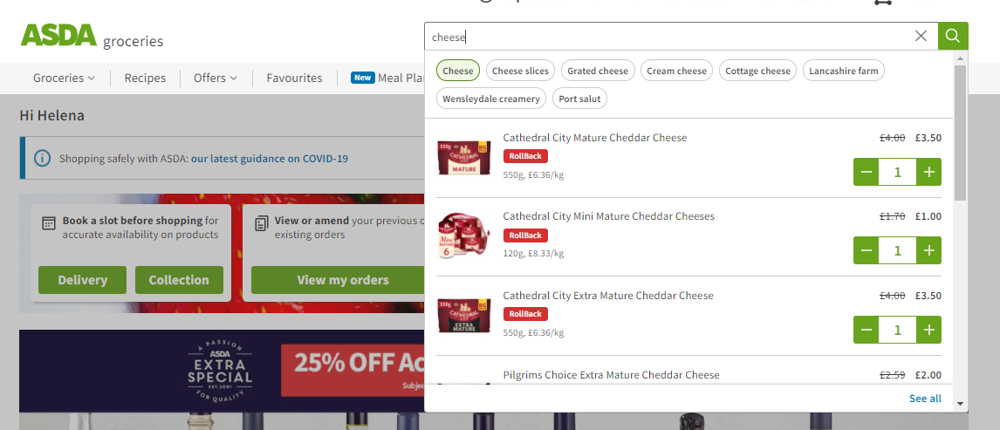 ASDA groceries
cheese
Groceries
Recipes
Offers
Favourites
New Meal
Hi Helena
Shopping safely with ASDA: our latest guidance on COVID-19
Book a slot before shopping for
accurate availability on products
Delivery
Collection
View or amend your previous
existing orders
View my orders
A PASSION
ASDA
EXTRA
SPECIAL
EST. 2001
FOR QUALITY
25% OFF
Cheese
Cheese slices
Grated cheese
Cream cheese
Cottage cheese
Lancashire farm
Wensleydale creamery
Port salut
550g
CATHEDRAL
CITY
MATURE
Cathedral City Mature Cheddar Cheese
£4.00 £3.50
RollBack
550g, £6.36/kg
1
Mini
6
Cathedral City Mini Mature Cheddar Cheeses
£1.70 £1.00
RollBack
120g, £8.33/kg
1
550g
CATHEDRAL
CITY
EXTRA
MATURE
Cathedral City Extra Mature Cheddar Cheese
£4.00 £3.50
RollBack
550g, £6.36/kg
1
Pilgrims Choice Extra Mature Cheddar Cheese
£2.59 £2.00
See all